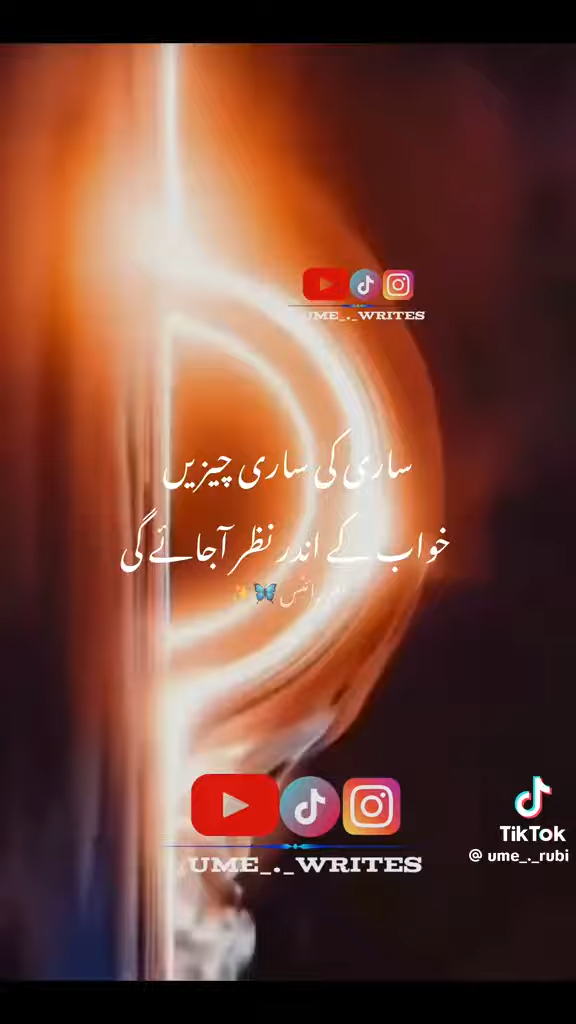 UME_._WRITES
ساری کی ساری چیزیں
خواب کے اندر نظر آجائے گی
🦋✨
UME_._WRITES
TikTok
@ ume_._rubi